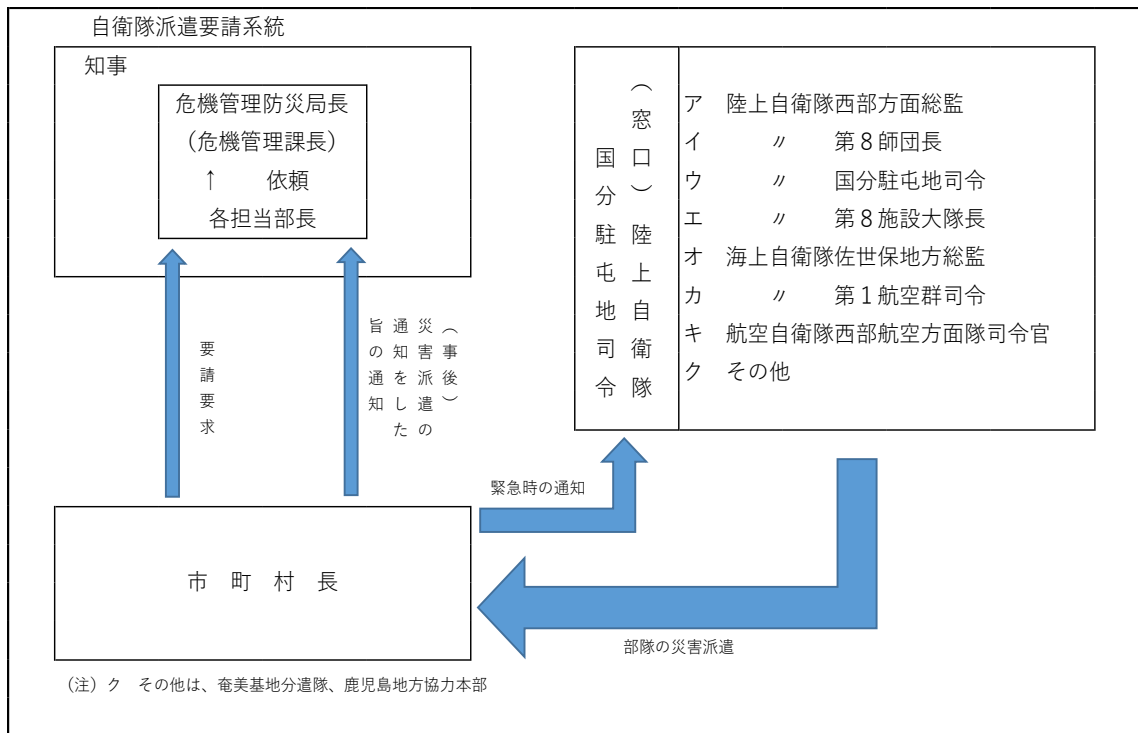 自衛隊派遣要請系統
知事
危機管理防災局長
(危機管理課長)
↑　依頼
各担当部長
要請要求
（事後）
災害派遣の
通知をした
旨の通知
（窓口）陸上自衛隊
国分駐屯地司令
ア　陸上自衛隊西部方面総監
イ　　〃　　第８師団長
ウ　　〃　　国分駐屯地司令
エ　　〃　　第８施設大隊長
オ　海上自衛隊佐世保地方総監
カ　　〃　　第１航空群司令
キ　航空自衛隊西部航空方面隊司令官
ク　その他
緊急時の通知
市　町　村　長
部隊の災害派遣
（注）ク　その他は、奄美基地分遣隊、鹿児島地方協力本部